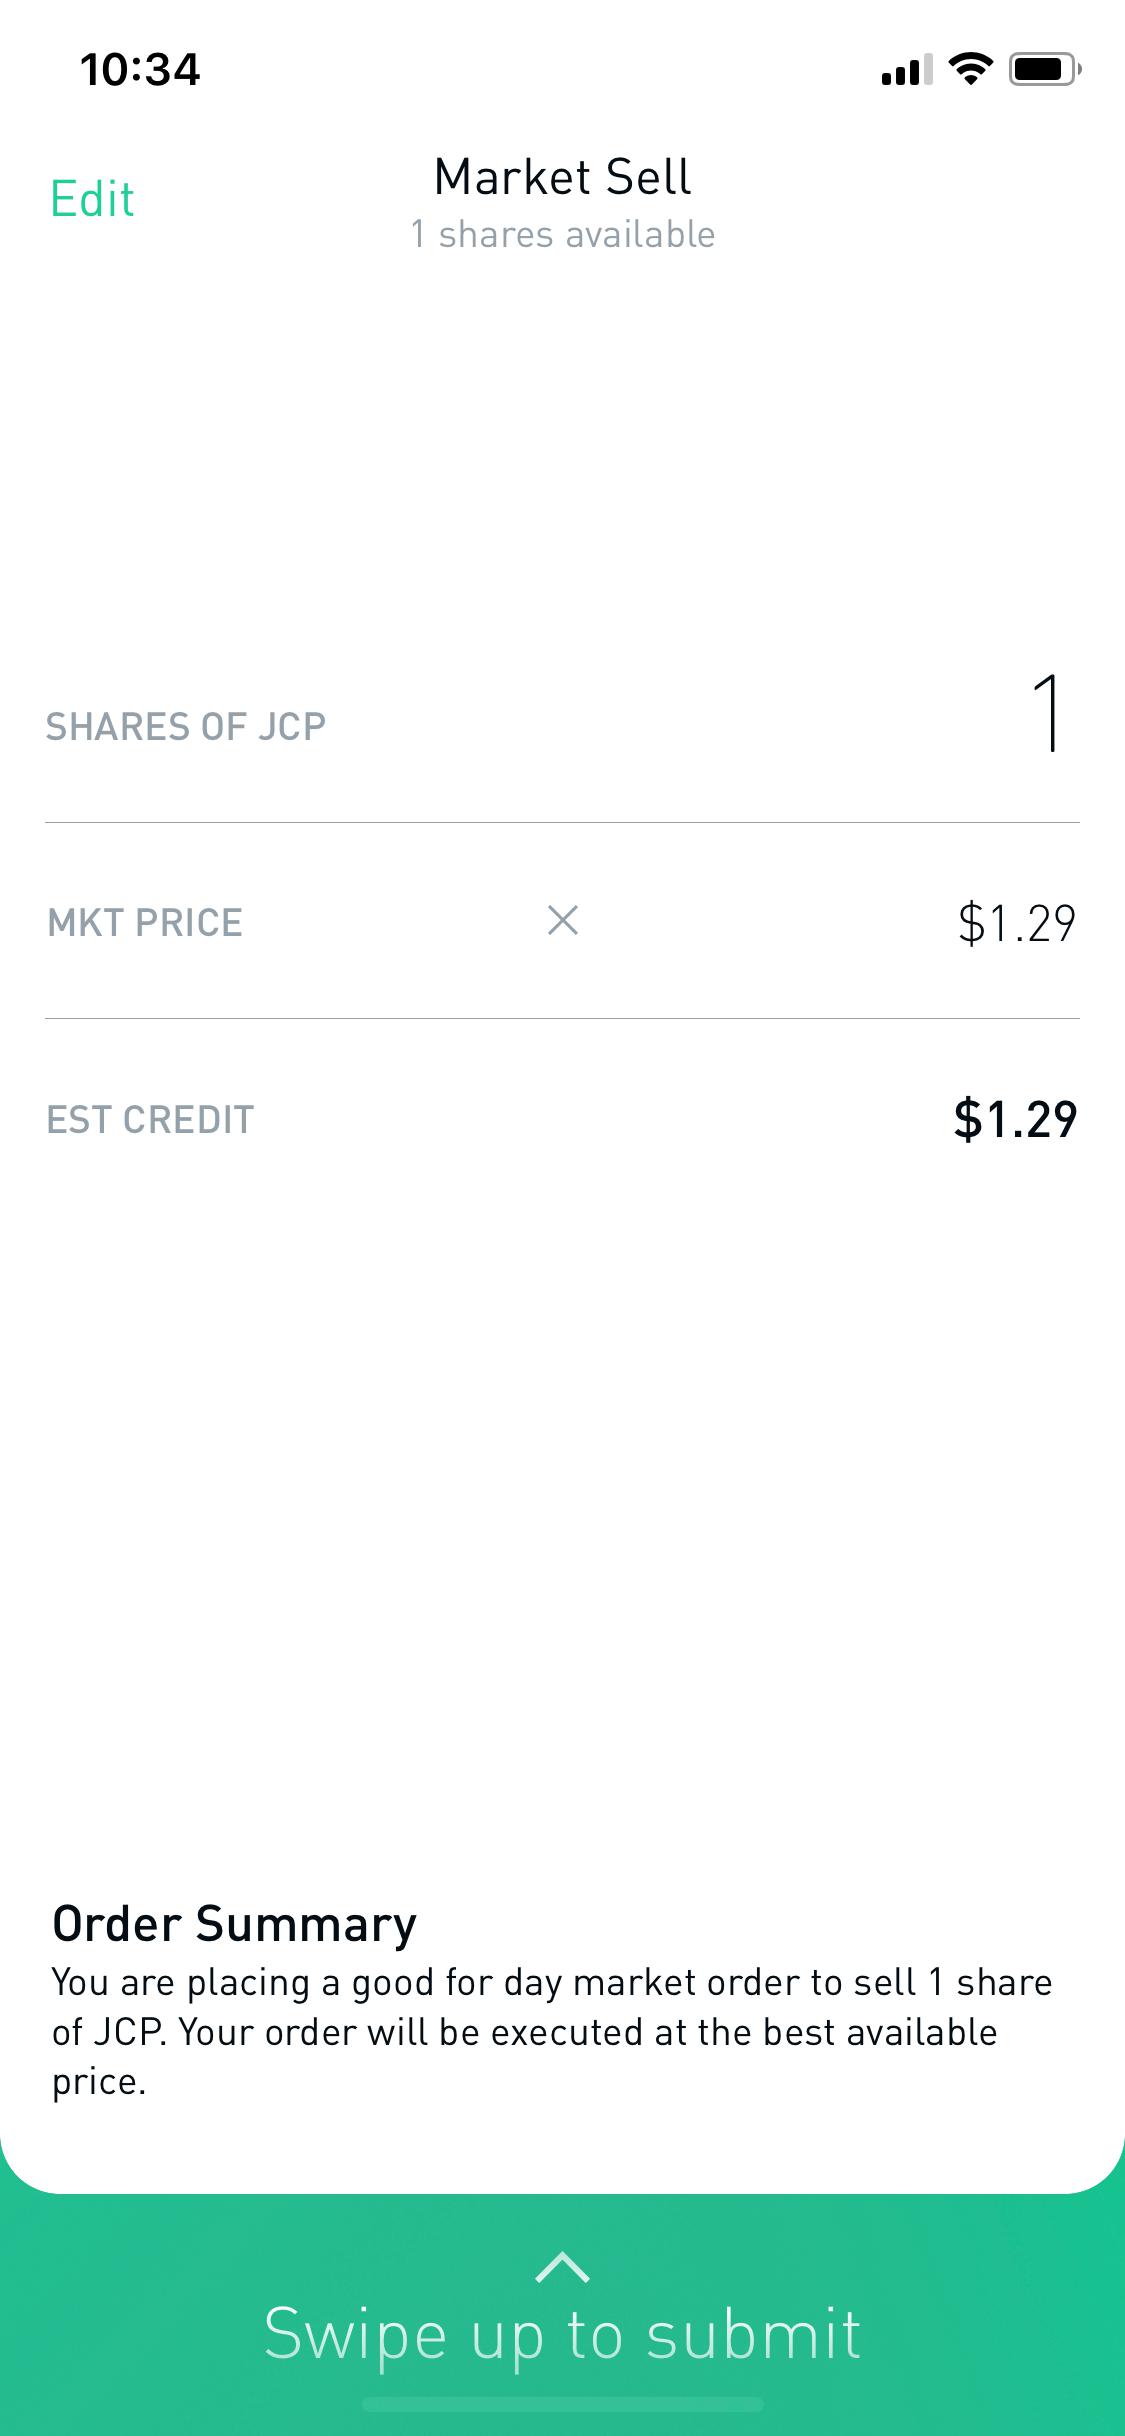 10:34
Edit
Market Sell
1 shares available
SHARES OF JCP 1
MKT PRICE × $1.29
EST CREDIT $1.29
Order Summary
You are placing a good for day market order to sell 1 share
of JCP. Your order will be executed at the best available
price.
Swipe up to submit